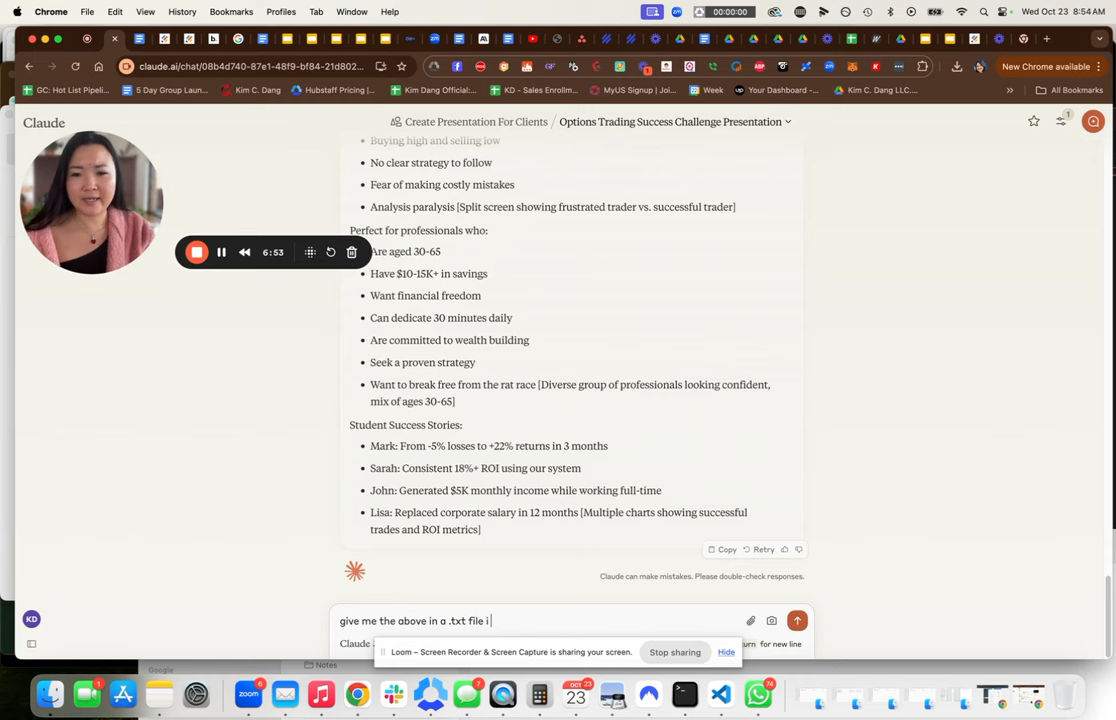 Chrome File Edit View History Bookmarks Profiles Tab Window Help 00:00:00 Wed Oct 23 8:54 AM
claude.ai/chat/08b4d740-87e1-48f9-bf84-21d802... New Chrome available
GC: Hot List Pipeli... 5 Day Group Laun... Kim C. Dang Hubstaff Pricing |... Kim Dang Official:... KD - Sales Enrollm... MyUS Signup | Joi... Week Your Dashboard -... Kim C. Dang LLC.... » All Bookmarks
Claude Create Presentation For Clients / Options Trading Success Challenge Presentation 1
Buying high and selling low
No clear strategy to follow
Fear of making costly mistakes
Analysis paralysis [Split screen showing frustrated trader vs. successful trader]
Perfect for professionals who:
6:53
Are aged 30-65
Have $10-15K+ in savings
Want financial freedom
Can dedicate 30 minutes daily
Are committed to wealth building
Seek a proven strategy
Want to break free from the rat race [Diverse group of professionals looking confident,
mix of ages 30-65]
Student Success Stories:
Mark: From -5% losses to +22% returns in 3 months
Sarah: Consistent 18%+ ROI using our system
John: Generated $5K monthly income while working full-time
Lisa: Replaced corporate salary in 12 months [Multiple charts showing successful
trades and ROI metrics]
Copy Retry
Claude can make mistakes. Please double-check responses.
KD
give me the above in a .txt file i
Claude
Loom – Screen Recorder & Screen Capture is sharing your screen. Stop sharing Hide
for new line
Google
Notes
zoom
OCT
23